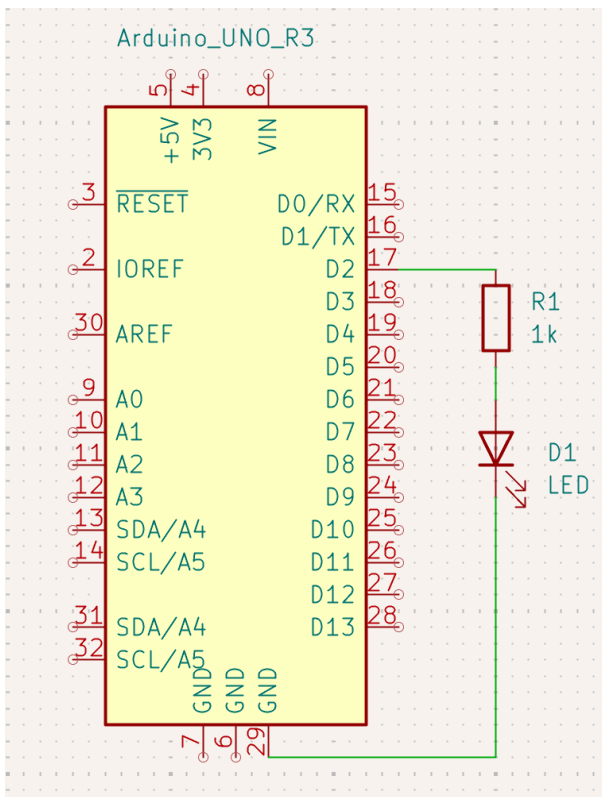 Arduino_UNO_R3
5 4 8
+5V 3V3 VIN
3 RESET D0/RX 15
D1/TX 16
2 IOREF D2 17
D3 18
R1
30 AREF D4 19
1k
D5 20
9 A0 D6 21
10 A1 D7 22
11 A2 D8 23
D1
12 A3 D9 24
LED
13 SDA/A4 D10 25
14 SCL/A5 D11 26
D12 27
31 SDA/A4 D13 28
32 SCL/A5
GND GND GND
7 6 29